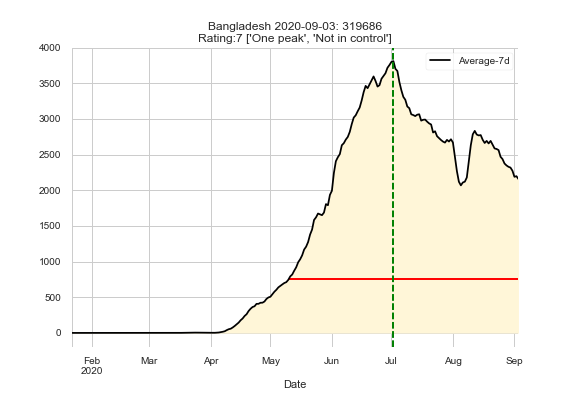 Bangladesh 2020-09-03: 319686
Rating:7 ['One peak', 'Not in control']
Average-7d
4000
3500
3000
2500
2000
1500
1000
500
0
Feb Mar Apr May Jun Jul Aug Sep
2020
Date